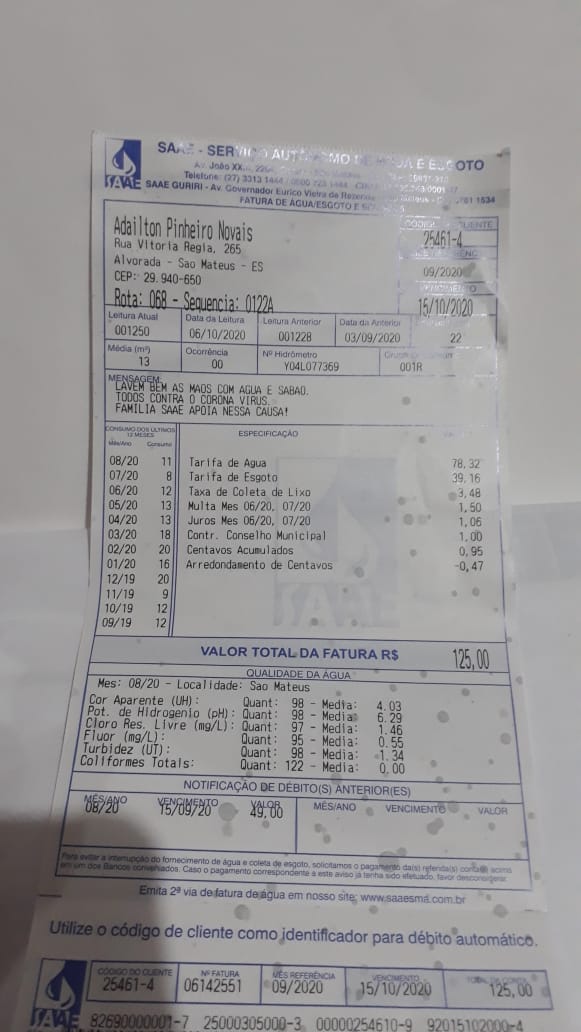 SAAE - SERVIÇO AUTÔNOMO DE ÁGUA E ESGOTO
Av. João XXIII,
Telefone: (27) 3313 1444 / 0800 723 1444
SAAE
SAAE GURIRI - Av. Governador Eurico Vieira de Rezende 1534
FATURA DE ÁGUA/ESGOTO E
Adailton Pinheiro Novais
Rua Vitoria Regia, 265
Alvorada - Sao Mateus - ES
CEP: 29.940-650
Rota: 068 - Sequencia: 0122A
CÓDIGO CLIENTE
25461-4
09/2020
VENCIMENTO
15/10/2020
Leitura Atual Data da Leitura Leitura Anterior Data da Anterior
001250 06/10/2020 001228 03/09/2020 22
Média (m³) Ocorrência Nº Hidrômetro
13 00 Y04L077369 001R
MENSAGEM:
LAVEM BEM AS MAOS COM AGUA E SABAO.
TODOS CONTRA O CORONA VIRUS.
FAMILIA SAAE APOIA NESSA CAUSA!
CONSUMO DOS ÚLTIMOS
12 MESES
Mês/Ano Consumo
ESPECIFICAÇÃO
08/20 11 Tarifa de Agua 78,32
07/20 8 Tarifa de Esgoto 39,16
06/20 12 Taxa de Coleta de Lixo 3,48
05/20 13 Multa Mes 06/20, 07/20 1,50
04/20 13 Juros Mes 06/20, 07/20 1,06
03/20 18 Contr. Conselho Municipal 1,00
02/20 20 Centavos Acumulados 0,95
01/20 16 Arredondamento de Centavos -0,47
12/19 20
11/19 9
10/19 12
09/19 12
SAAE
VALOR TOTAL DA FATURA R$ 125,00
QUALIDADE DA ÁGUA
Mes: 08/20 - Localidade: Sao Mateus
Cor Aparente (UH): Quant: 98 - Media: 4.03
Pot. de Hidrogenio (pH): Quant: 98 - Media: 6.29
Cloro Res. Livre (mg/L): Quant: 97 - Media: 1.46
Fluor (mg/L): Quant: 95 - Media: 0.55
Turbidez (UT): Quant: 98 - Media: 1.34
Coliformes Totais: Quant: 122 - Media: 0.00
NOTIFICAÇÃO DE DÉBITO(S) ANTERIOR(ES)
MÊS/ANO VENCIMENTO VALOR MÊS/ANO VENCIMENTO VALOR
08/20 15/09/20 49,00
Para evitar a interrupção do fornecimento de água e coleta de esgoto, solicitamos o pagamento da(s) referida(s) conta(s) acima
em um dos Bancos conveniados. Caso o pagamento correspondente a este aviso já tenha sido efetuado, favor desconsiderar.
Emita 2ª via de fatura de água em nosso site: www.saaesma.com.br
Utilize o código de cliente como identificador para débito automático.
SAAE
CÓDIGO DO CLIENTE Nº FATURA MÊS REFERÊNCIA VENCIMENTO TOTAL DA CONTA
25461-4 06142551 09/2020 15/10/2020 125,00
82690000001-7 25000305000-3 00000254610-9 92015102000-4